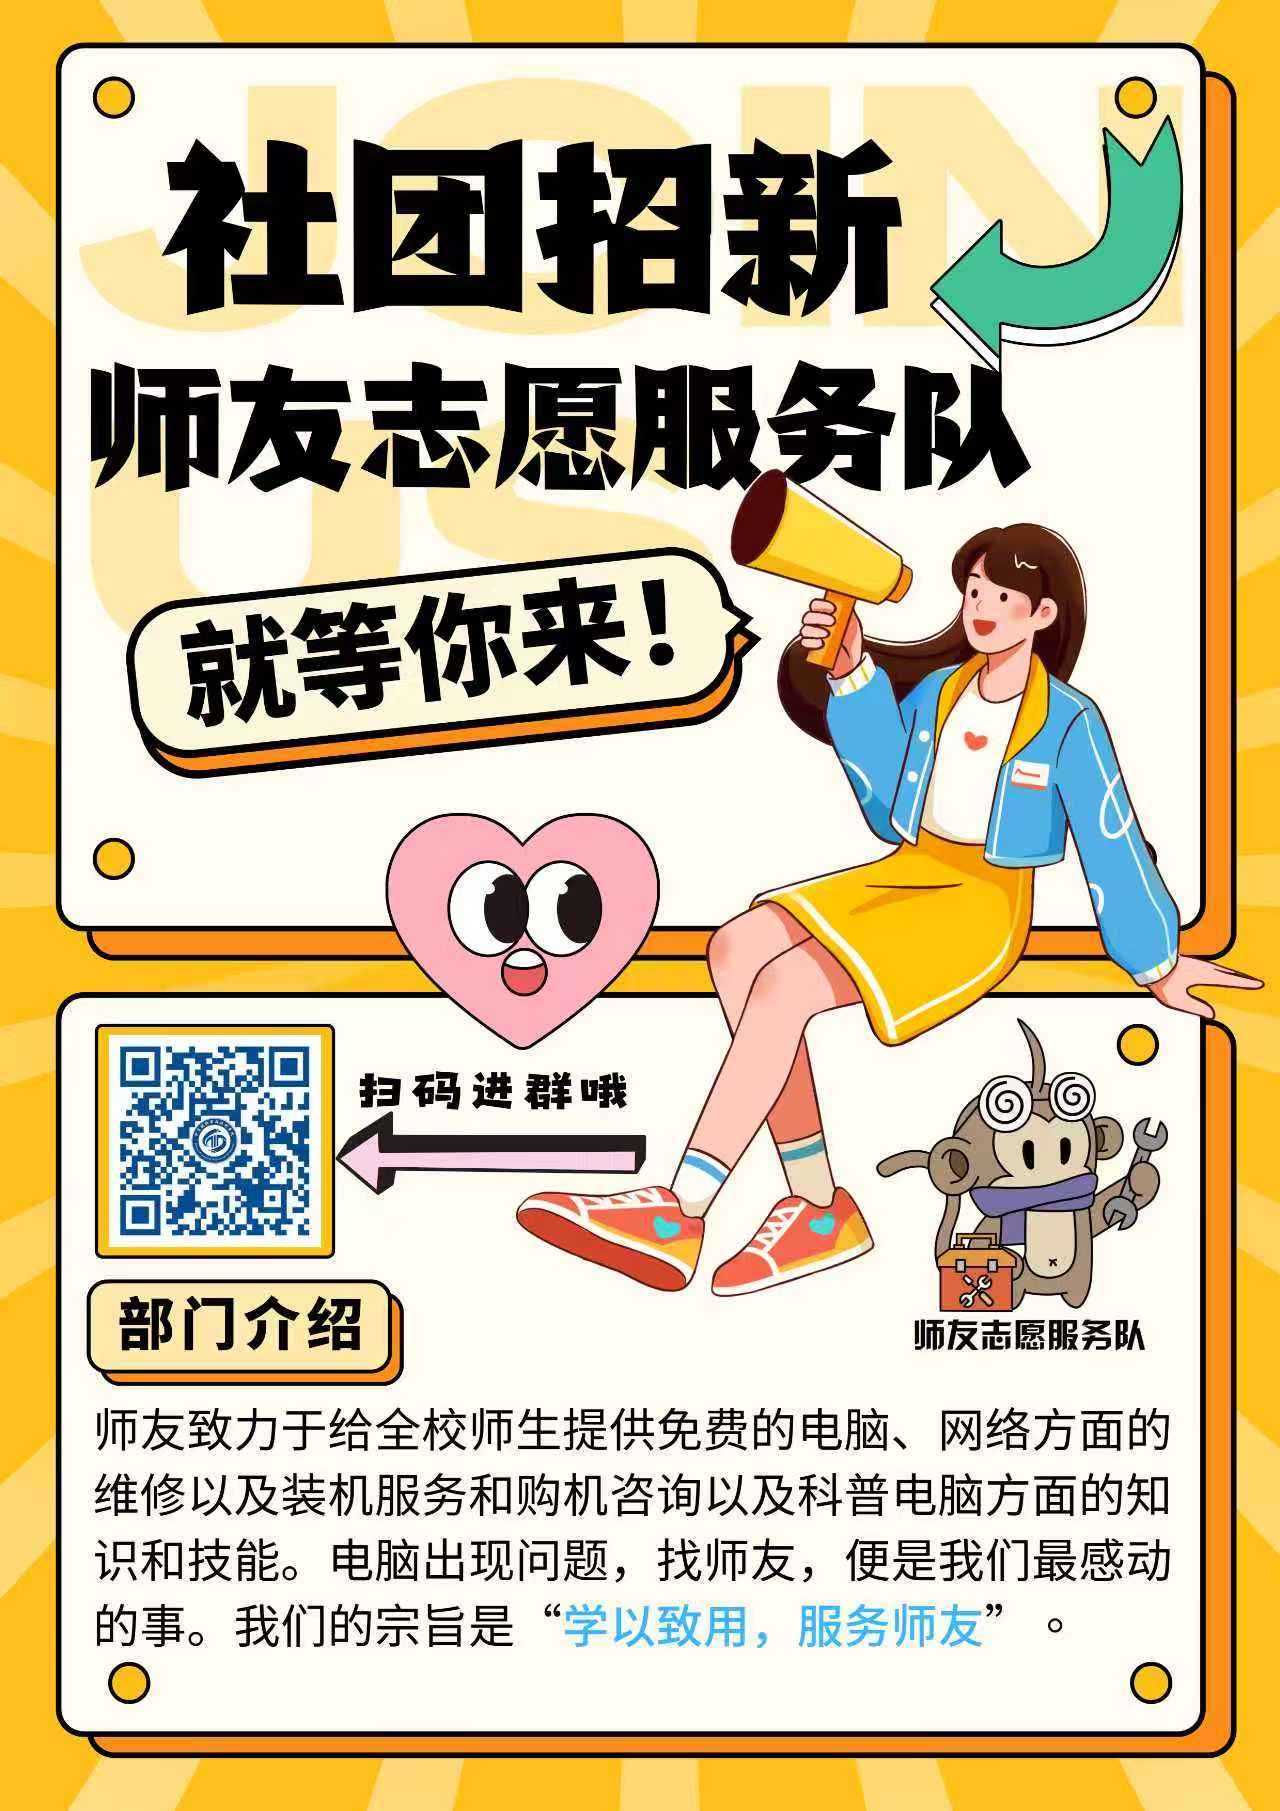 JOIN
US
社团招新
师友志愿服务队
就等你来!
扫码进群哦
师友志愿服务队
部门介绍
师友致力于给全校师生提供免费的电脑、网络方面的
维修以及装机服务和购机咨询以及科普电脑方面的知
识和技能。电脑出现问题，找师友，便是我们最感动
的事。我们的宗旨是“学以致用，服务师友”。